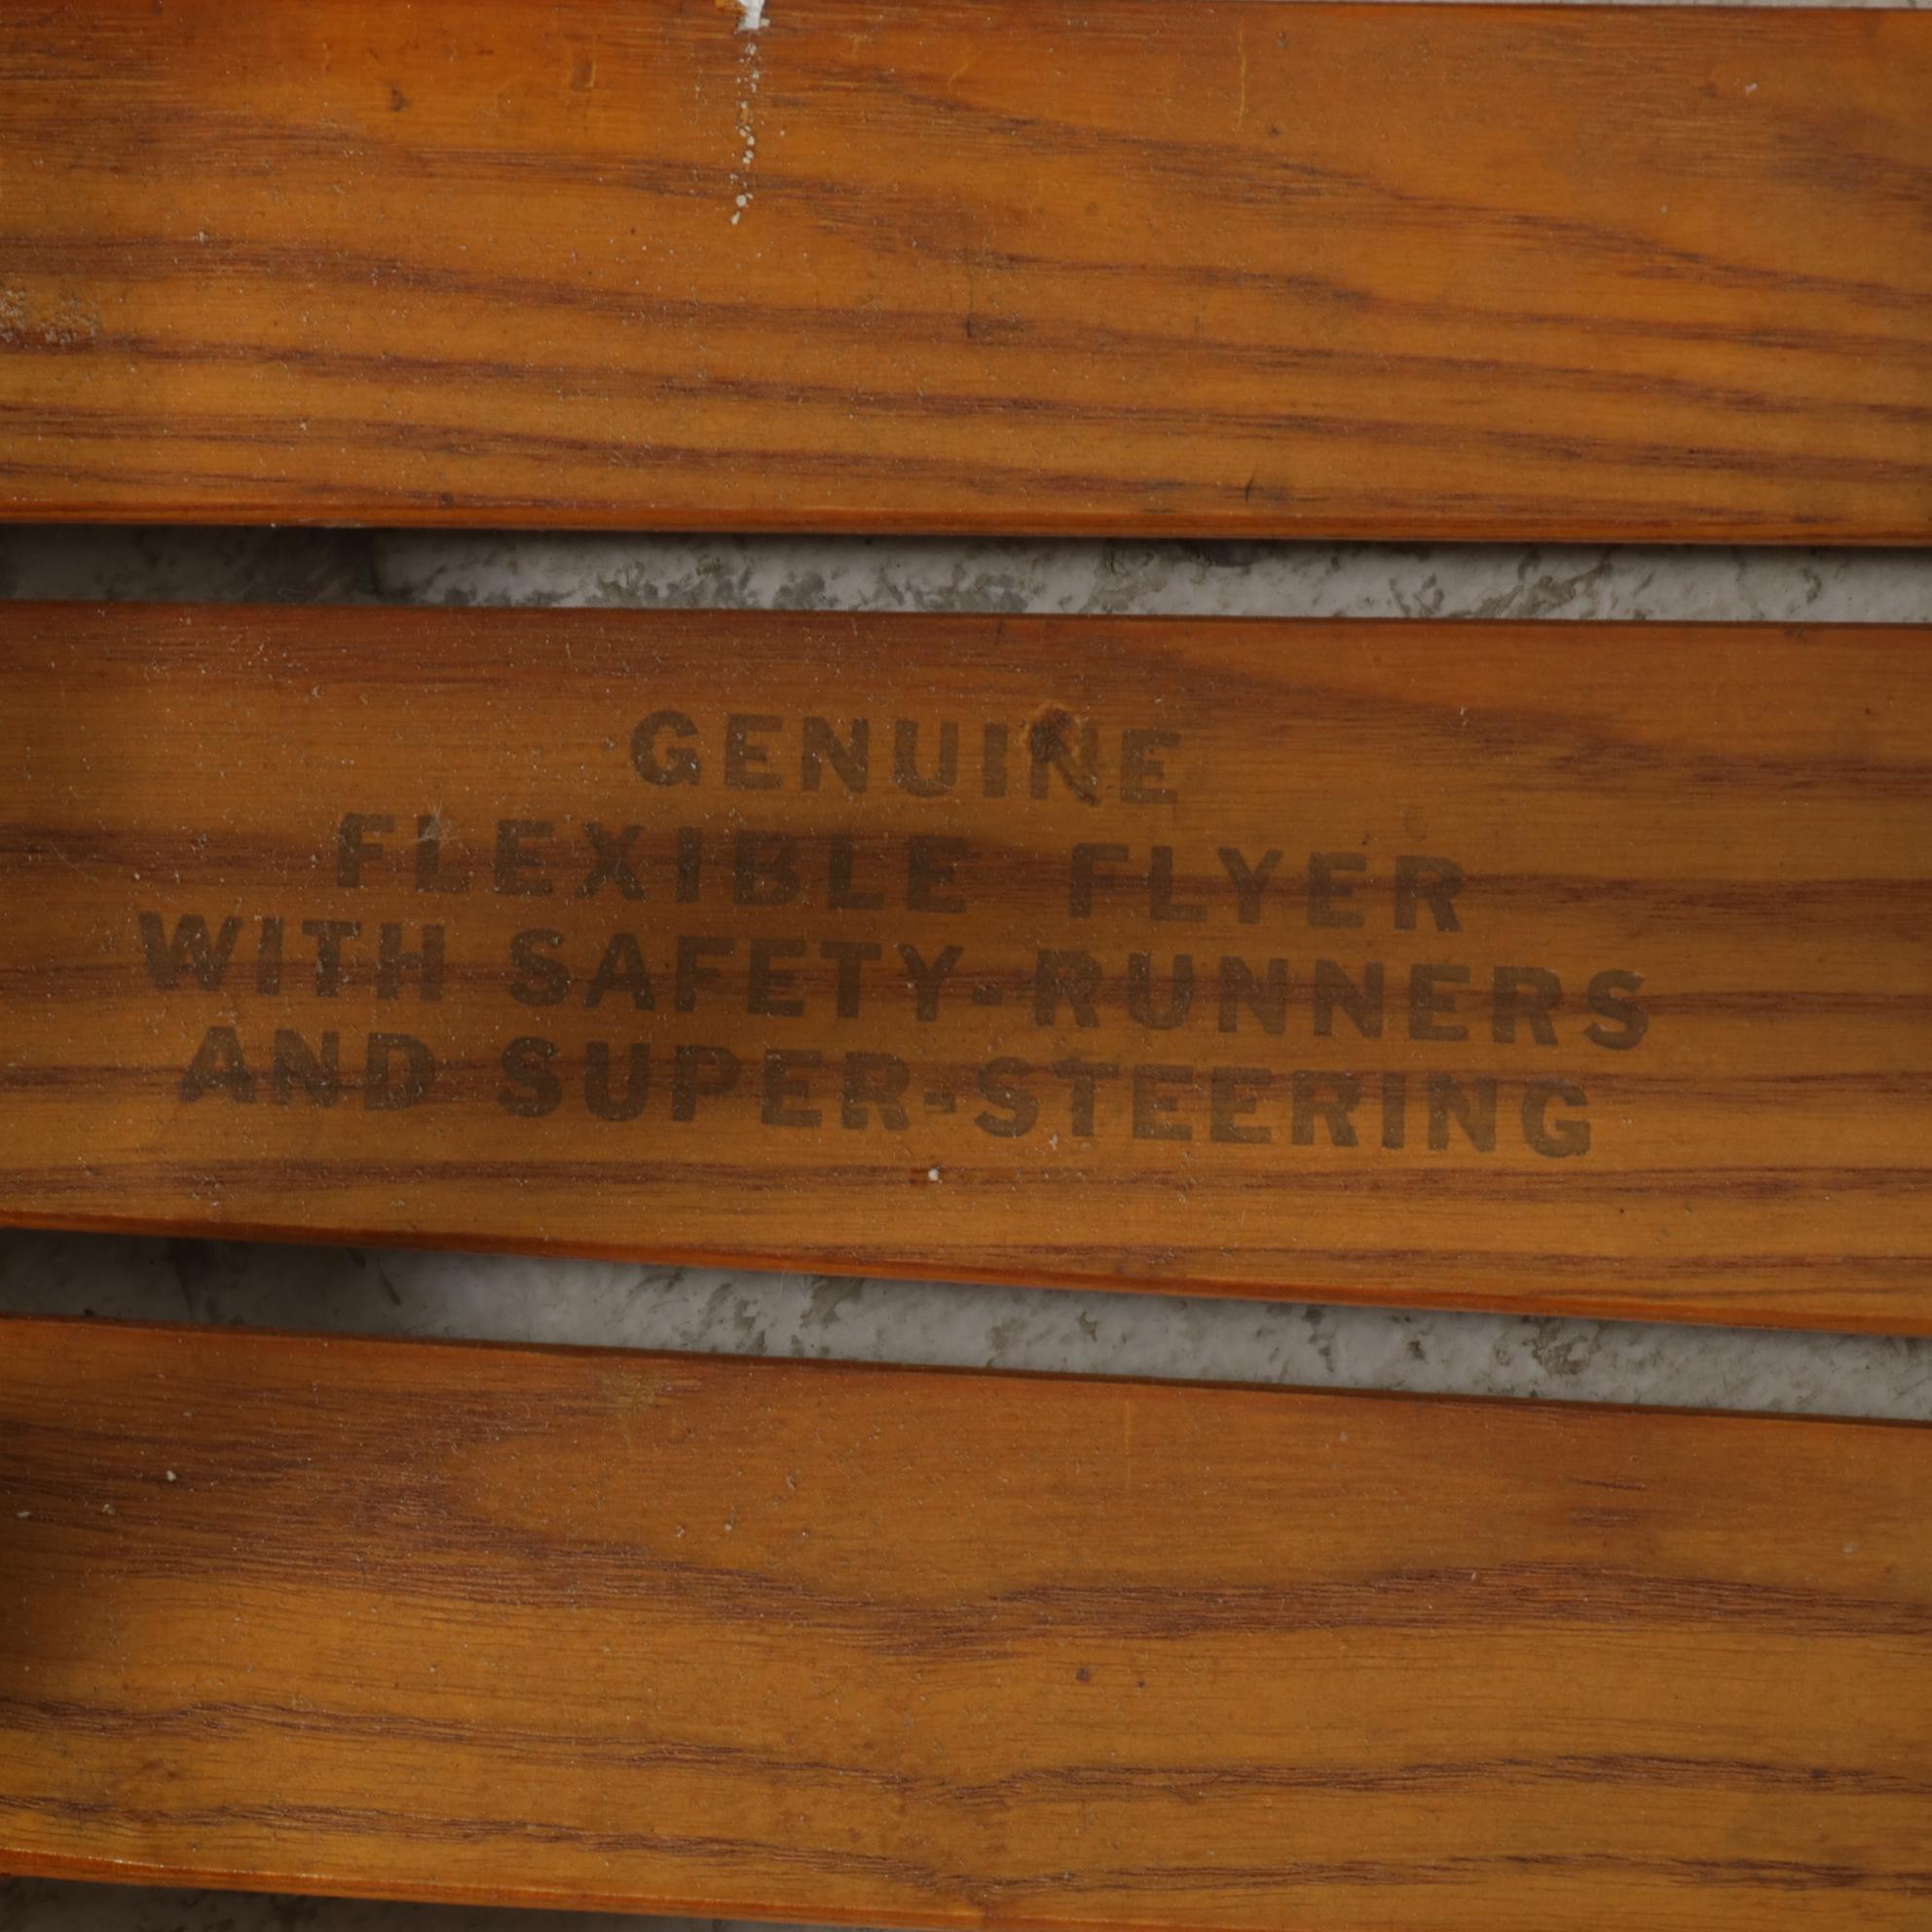 GENUINE
FLEXIBLE FLYER
WITH SAFETY-RUNNERS
AND SUPER-STEERING